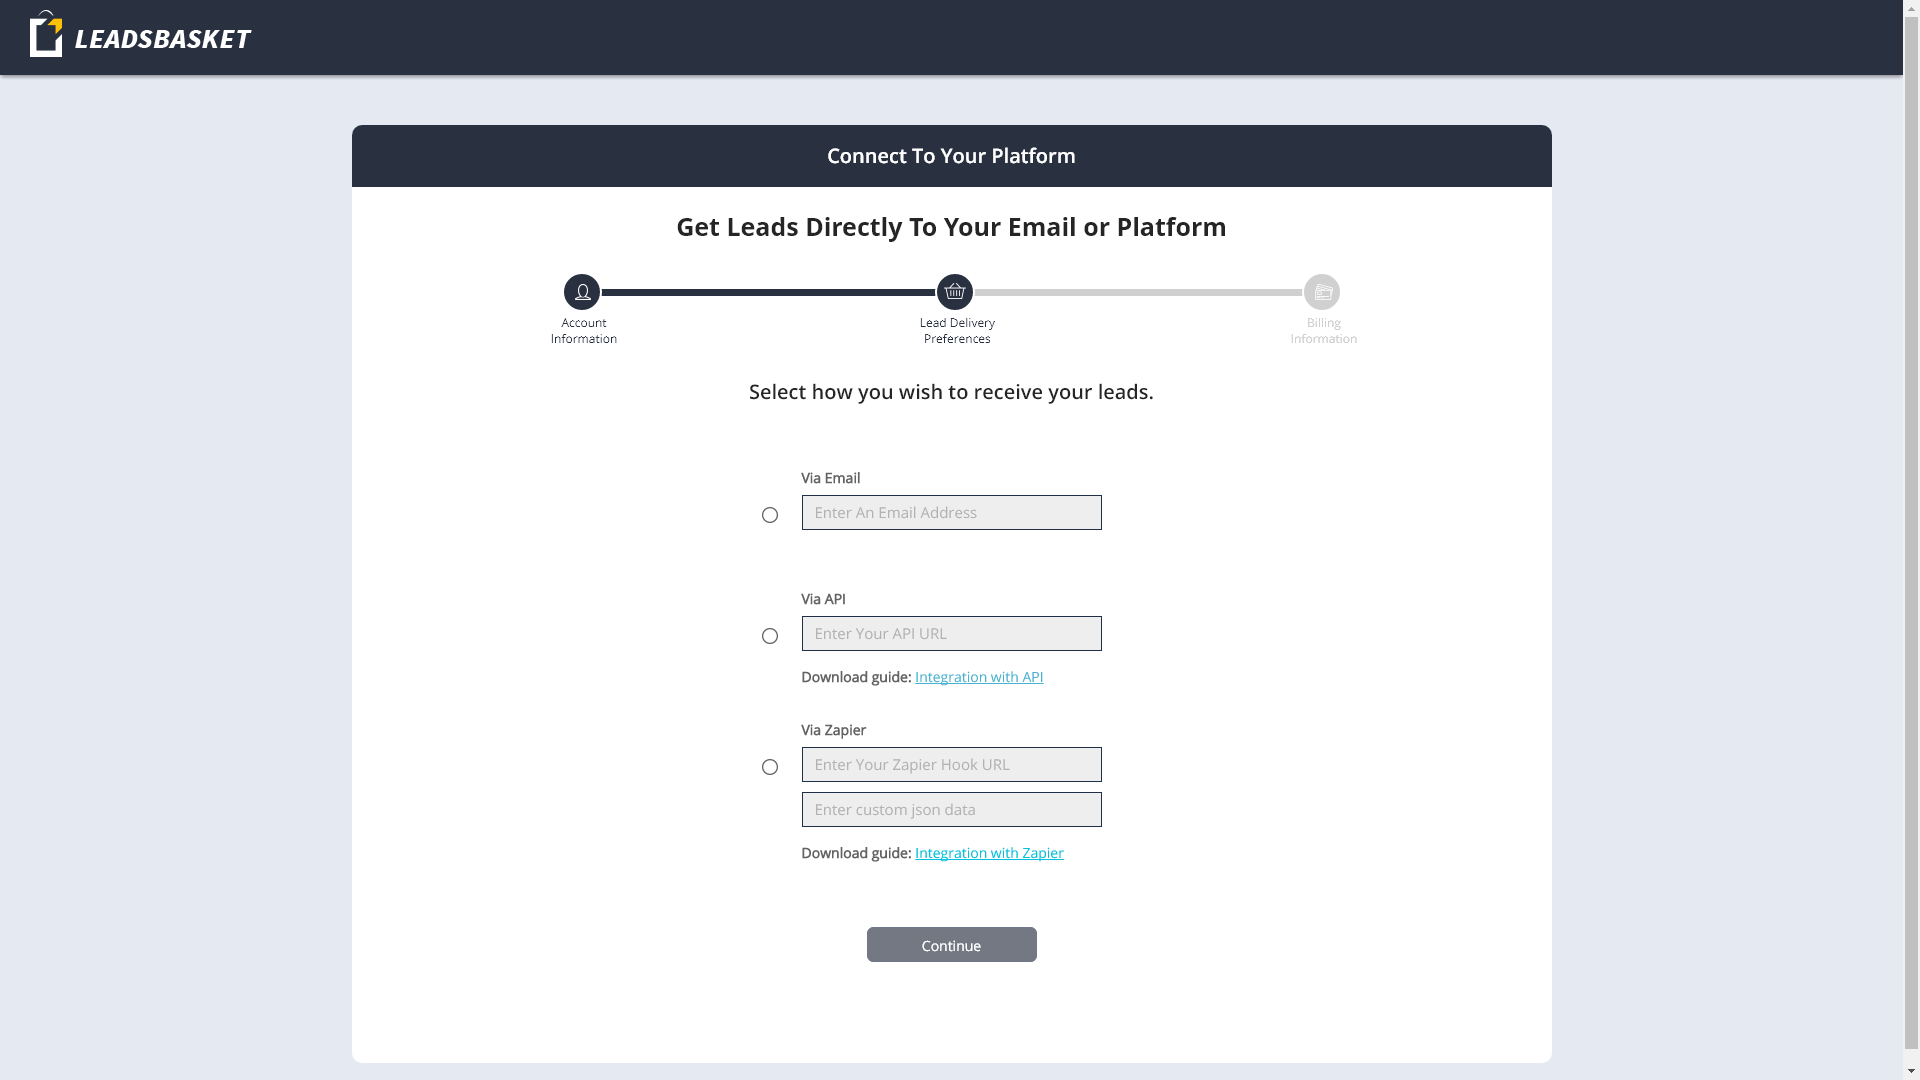 LEADSBASKET
Connect To Your Platform
Get Leads Directly To Your Email or Platform
Account
Information
Lead Delivery
Preferences
Billing
Information
Select how you wish to receive your leads.
Via Email
Enter An Email Address
Via API
Enter Your API URL
Download guide: Integration with API
Via Zapier
Enter Your Zapier Hook URL
Enter custom json data
Download guide: Integration with Zapier
Continue